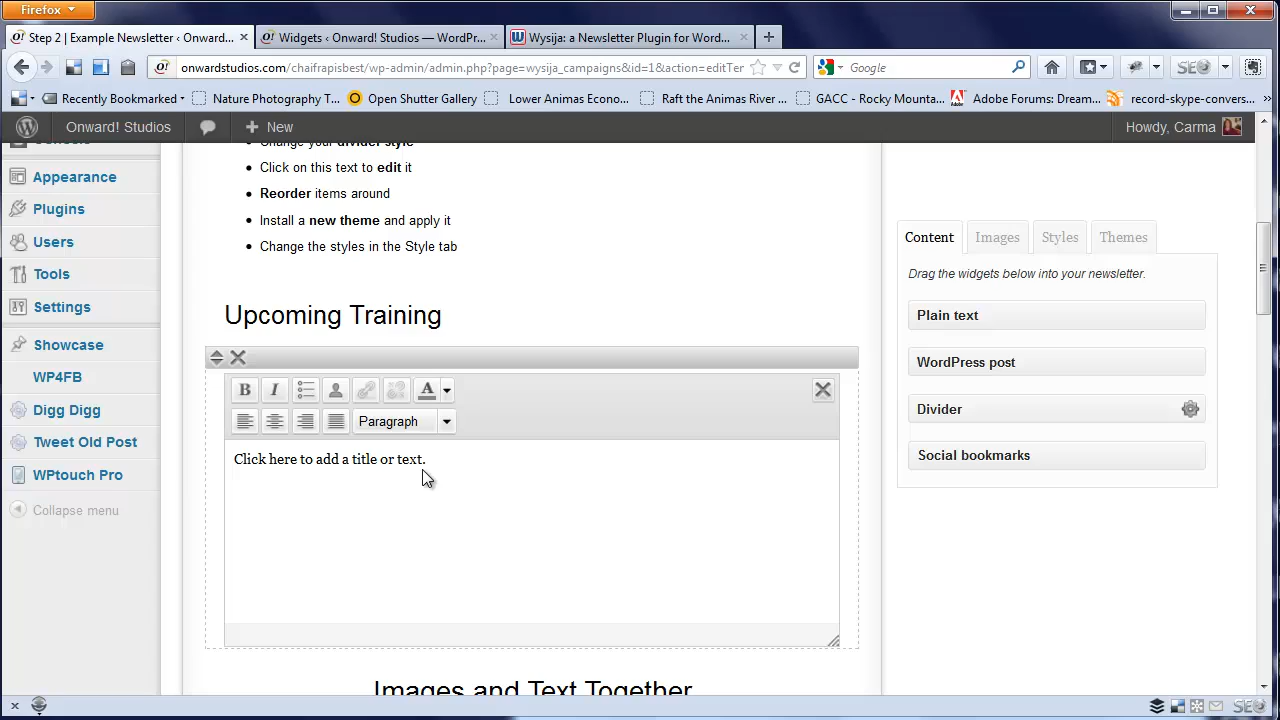 Firefox
Step 2 | Example Newsletter ‹ Onward...
Widgets ‹ Onward! Studios — WordPr...
Wysija: a Newsletter Plugin for Word...
onwardstudios.com/chaifrapisbest/wp-admin/admin.php?page=wysija_campaigns&id=1&action=editTer
Google
SEO
Recently Bookmarked
Nature Photography T...
Open Shutter Gallery
Lower Animas Econo...
Raft the Animas River ...
GACC - Rocky Mounta...
Adobe Forums: Dream...
record-skype-convers...
Onward! Studios
New
Howdy, Carma
Appearance
Plugins
Users
Tools
Settings
Showcase
WP4FB
Digg Digg
Tweet Old Post
WPtouch Pro
Collapse menu
Change your divider style
Click on this text to edit it
Reorder items around
Install a new theme and apply it
Change the styles in the Style tab
Upcoming Training
B I A
Paragraph
Click here to add a title or text.
Images and Text Together
Content Images Styles Themes
Drag the widgets below into your newsletter.
Plain text
WordPress post
Divider
Social bookmarks
SEO